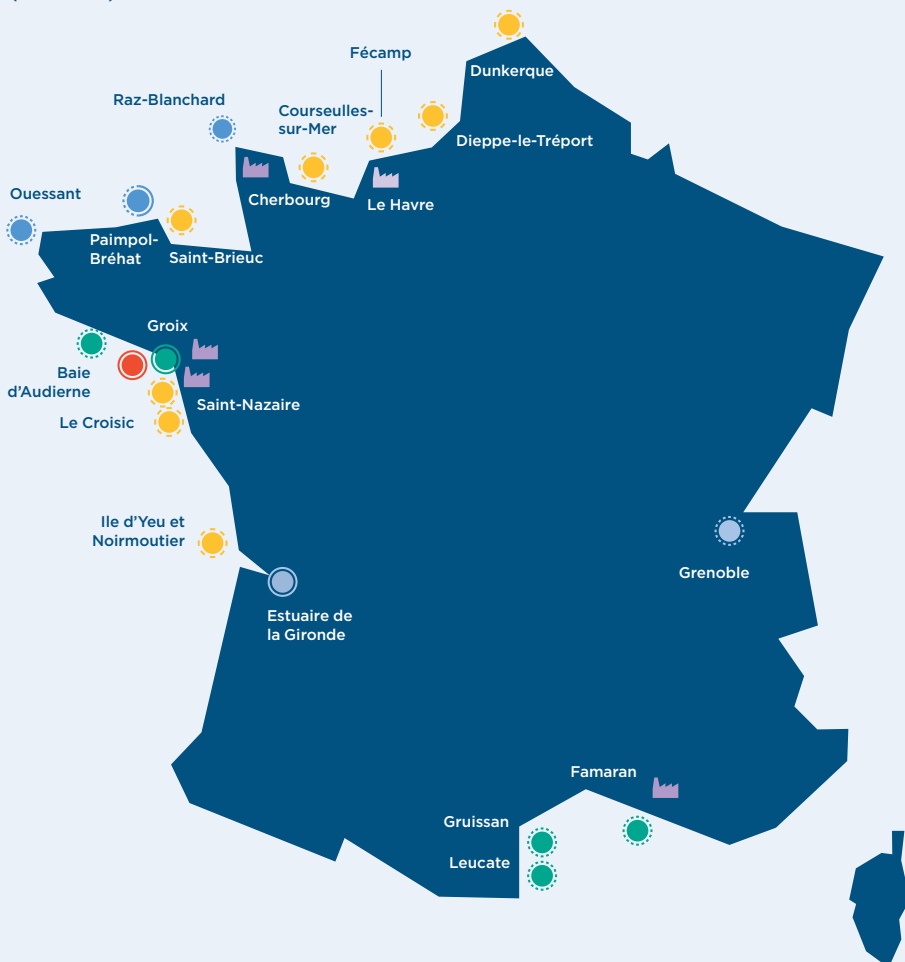 Fécamp
Dunkerque
Raz-Blanchard
Courseulles-
sur-Mer
Dieppe-le-Tréport
Ouessant
Cherbourg
Le Havre
Paimpol-
Bréhat
Saint-Brieuc
Groix
Baie
d'Audierne
Saint-Nazaire
Le Croisic
Ile d'Yeu et
Noirmoutier
Grenoble
Estuaire de
la Gironde
Famaran
Gruissan
Leucate